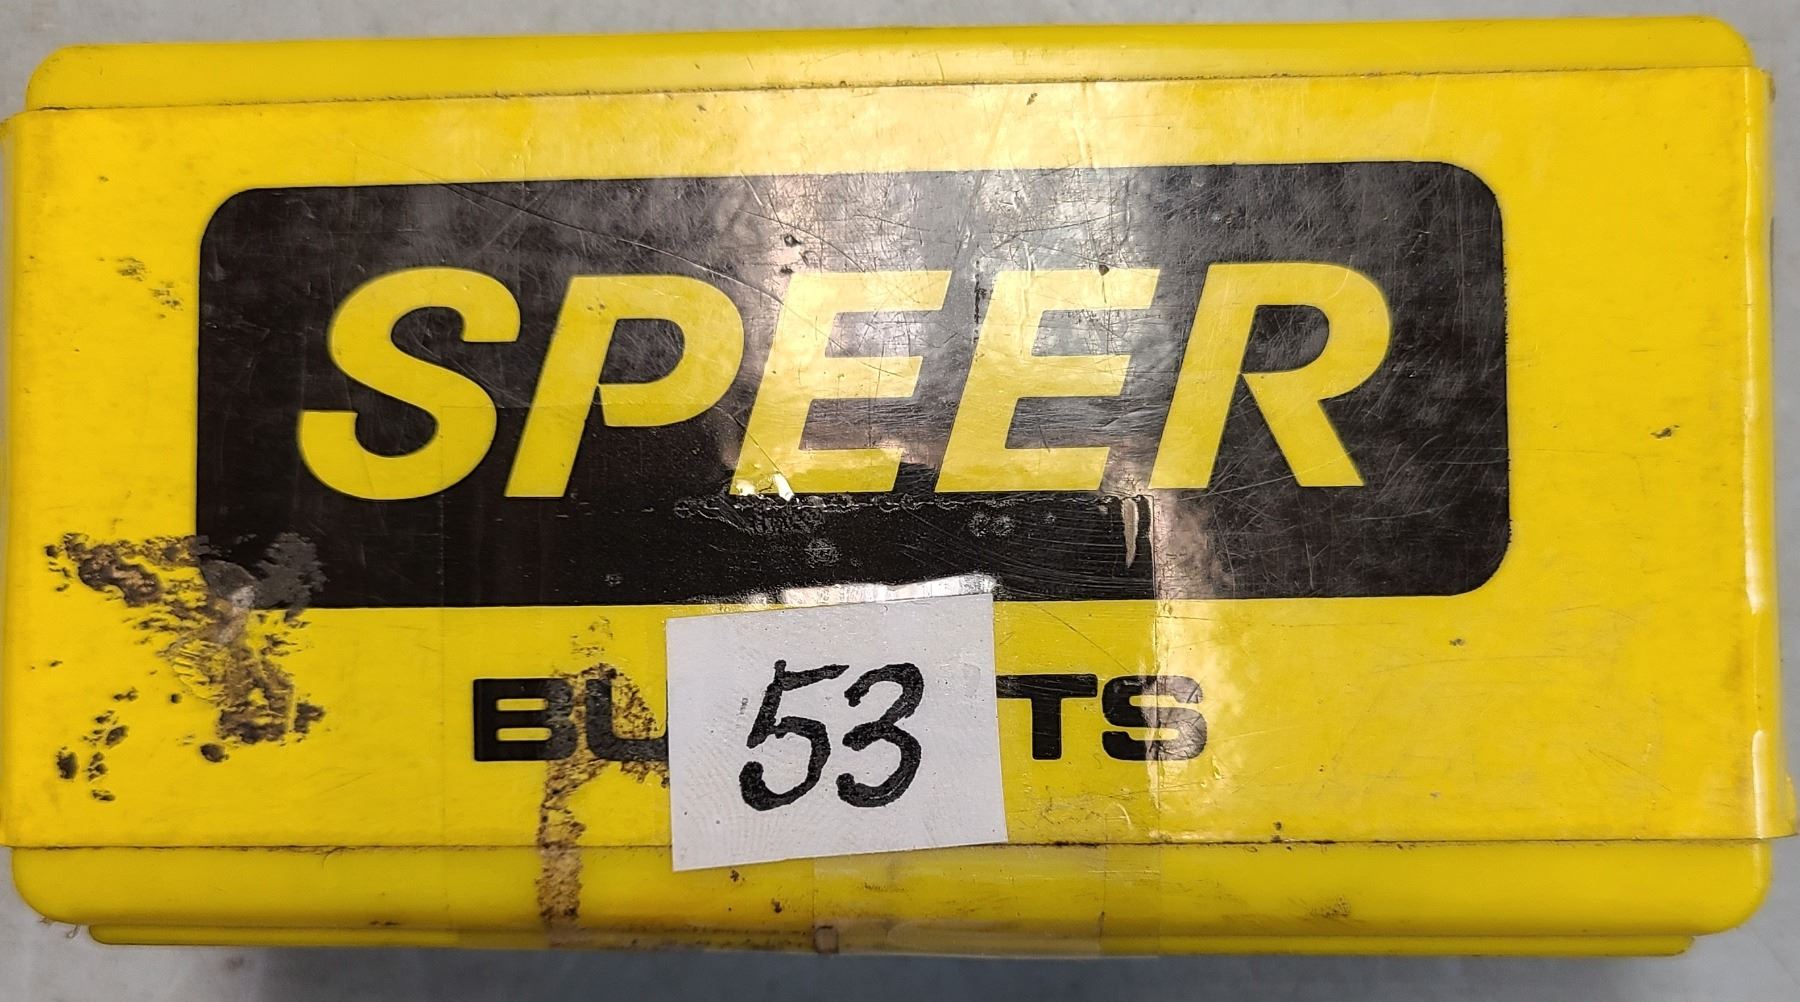 SPEER
BU TS
53